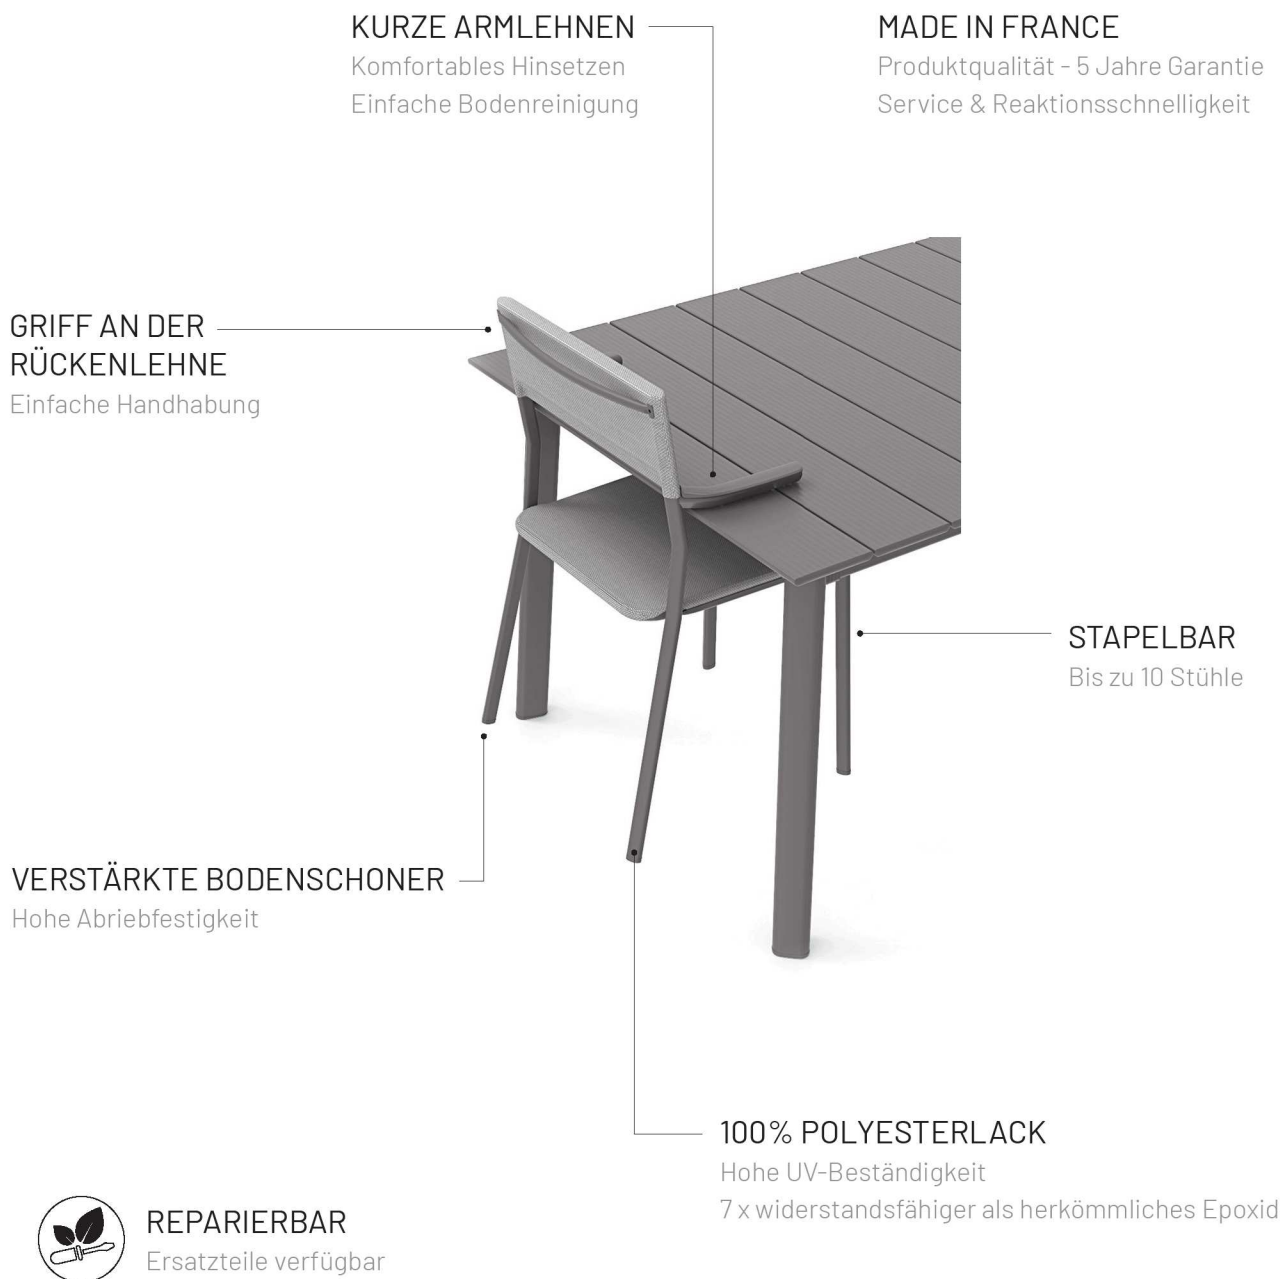 KURZE ARMLEHNEN
Komfortables Hinsetzen
Einfache Bodenreinigung
MADE IN FRANCE
Produktqualität - 5 Jahre Garantie
Service & Reaktionsschnelligkeit
GRIFF AN DER
RÜCKENLEHNE
Einfache Handhabung
STAPELBAR
Bis zu 10 Stühle
VERSTÄRKTE BODENSCHONER
Hohe Abriebfestigkeit
100% POLYESTERLACK
Hohe UV-Beständigkeit
7 x widerstandsfähiger als herkömmliches Epoxid
REPARIERBAR
Ersatzteile verfügbar